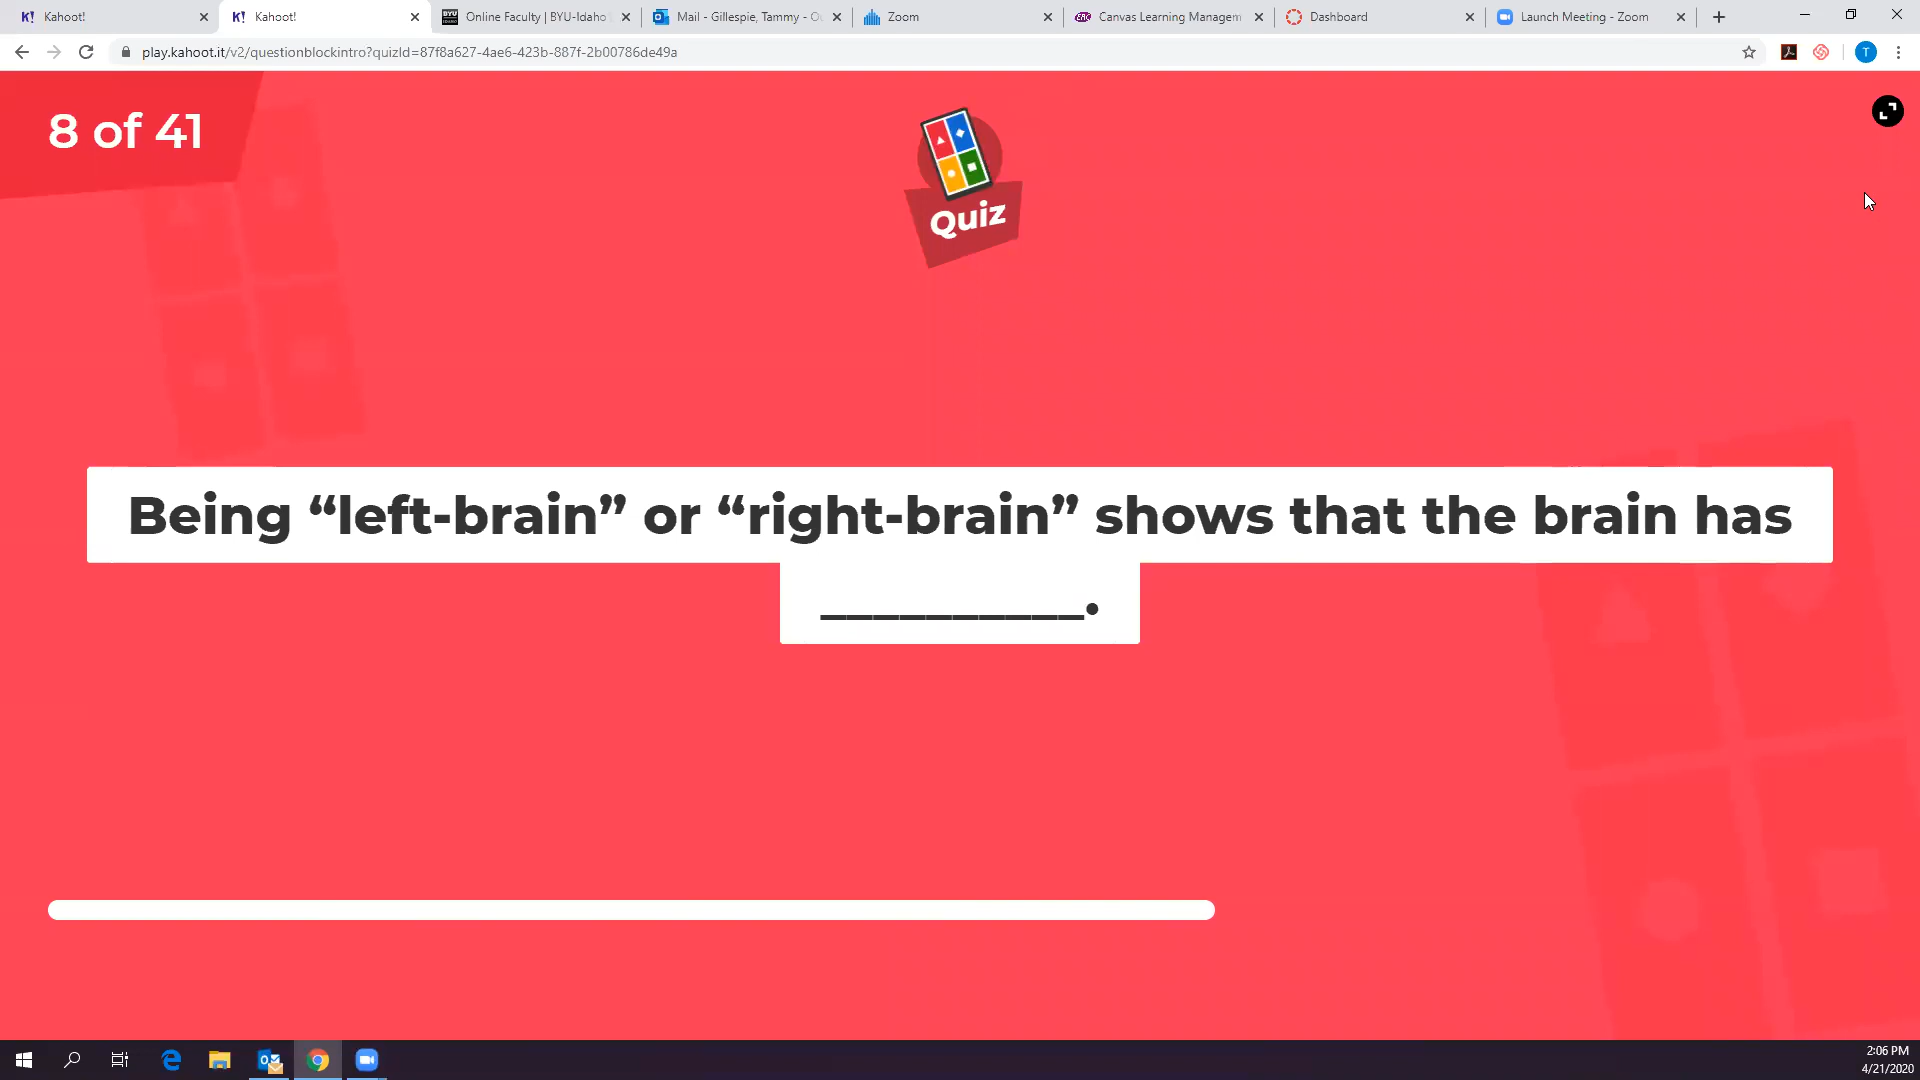 Kahoot!
Kahoot!
Online Faculty | BYU-Idaho
Mail - Gillespie, Tammy - O
Zoom
Canvas Learning Managem
Dashboard
Launch Meeting - Zoom
play.kahoot.it/v2/questionblockintro?quizId=87f8a627-4ae6-423b-887f-2b00786de49a
T
8 of 41
Quiz
Being “left-brain” or “right-brain” shows that the brain has
__________.
2:06 PM
4/21/2020